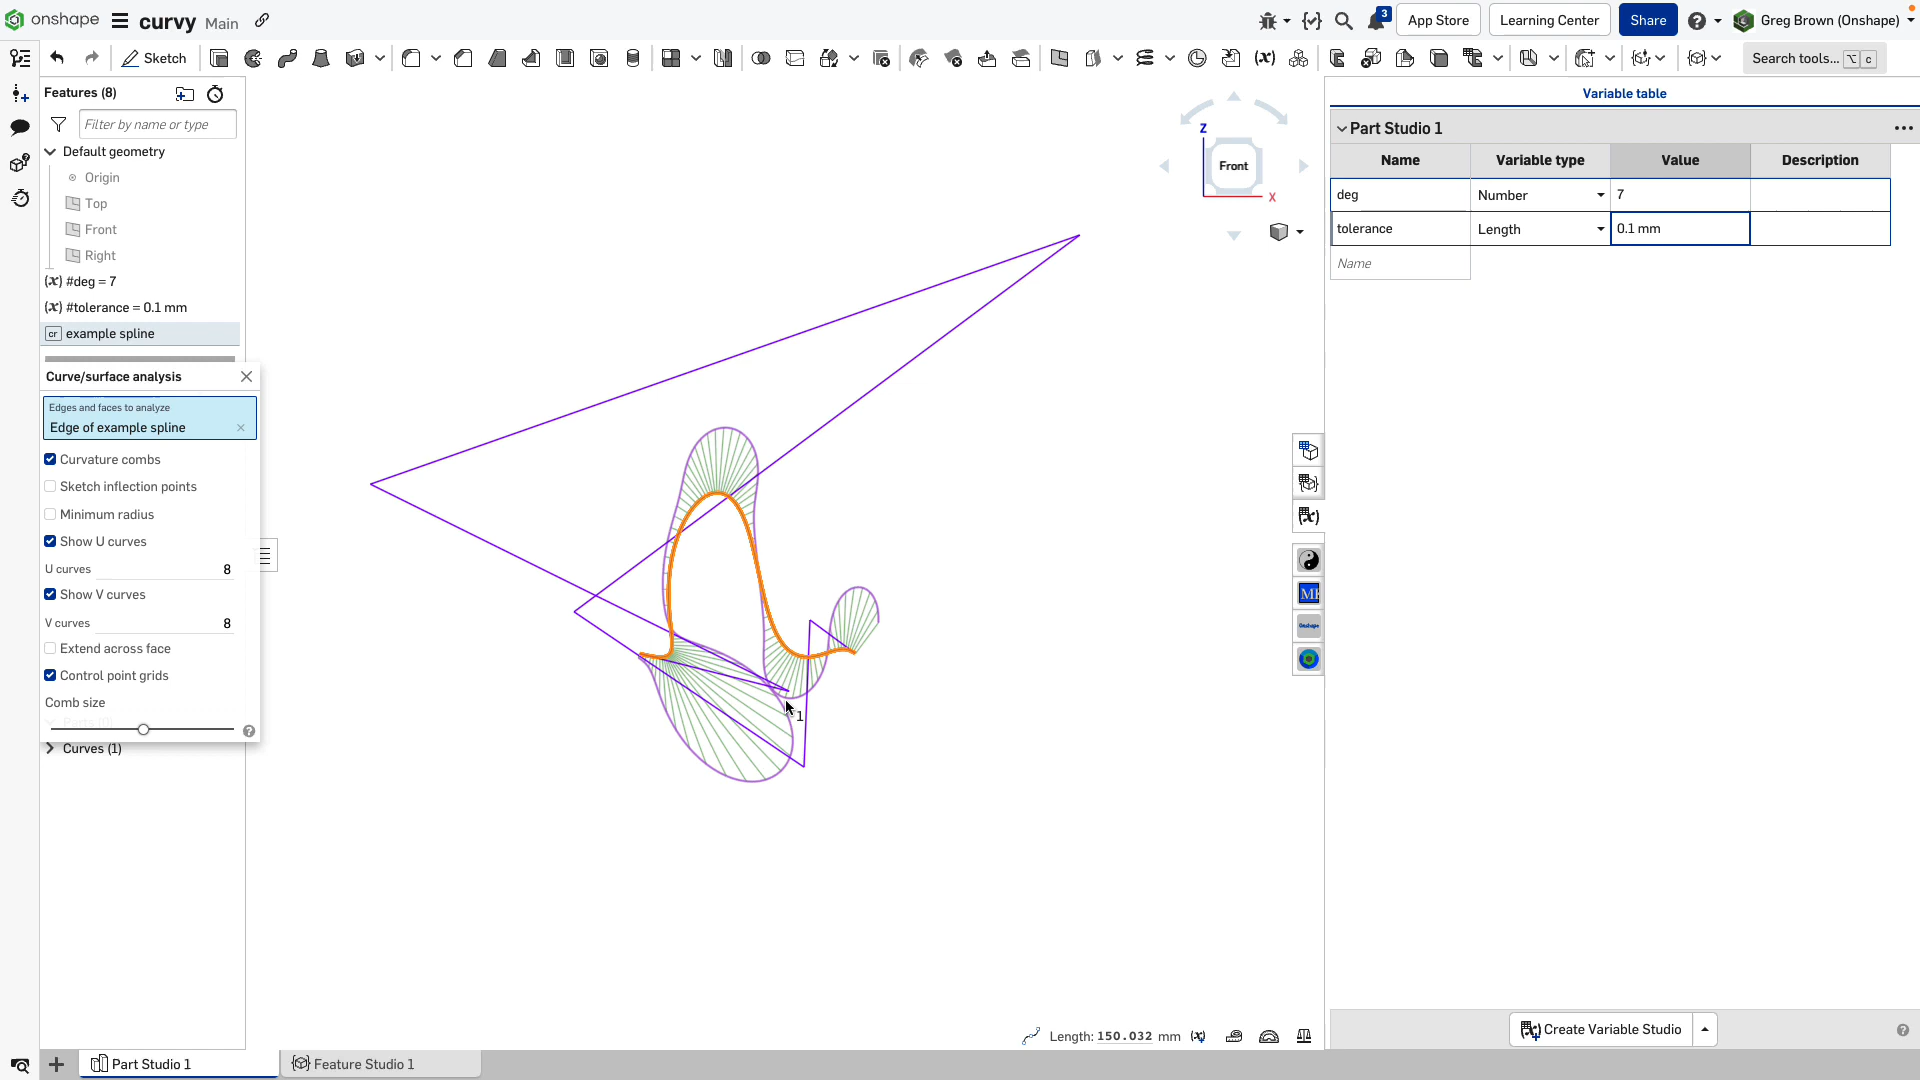 onshape
curvy Main
3
App Store
Learning Center
Share
Greg Brown (Onshape)
Sketch
Search tools... ⌥ c
Features (8)
Filter by name or type
Default geometry
Origin
Top
Front
Right
(x) #deg = 7
(x) #tolerance = 0.1 mm
cr example spline
Curve/surface analysis
Edges and faces to analyze
Edge of example spline
Curvature combs
Sketch inflection points
Minimum radius
Show U curves
U curves 8
Show V curves
V curves 8
Extend across face
Control point grids
Comb size
Parts (0)
Curves (1)
Z
Front
X
1
Length: 150.032 mm
Variable table
Part Studio 1
Name Variable type Value Description
deg Number 7
tolerance Length 0.1 mm
Name
Create Variable Studio
Part Studio 1
Feature Studio 1